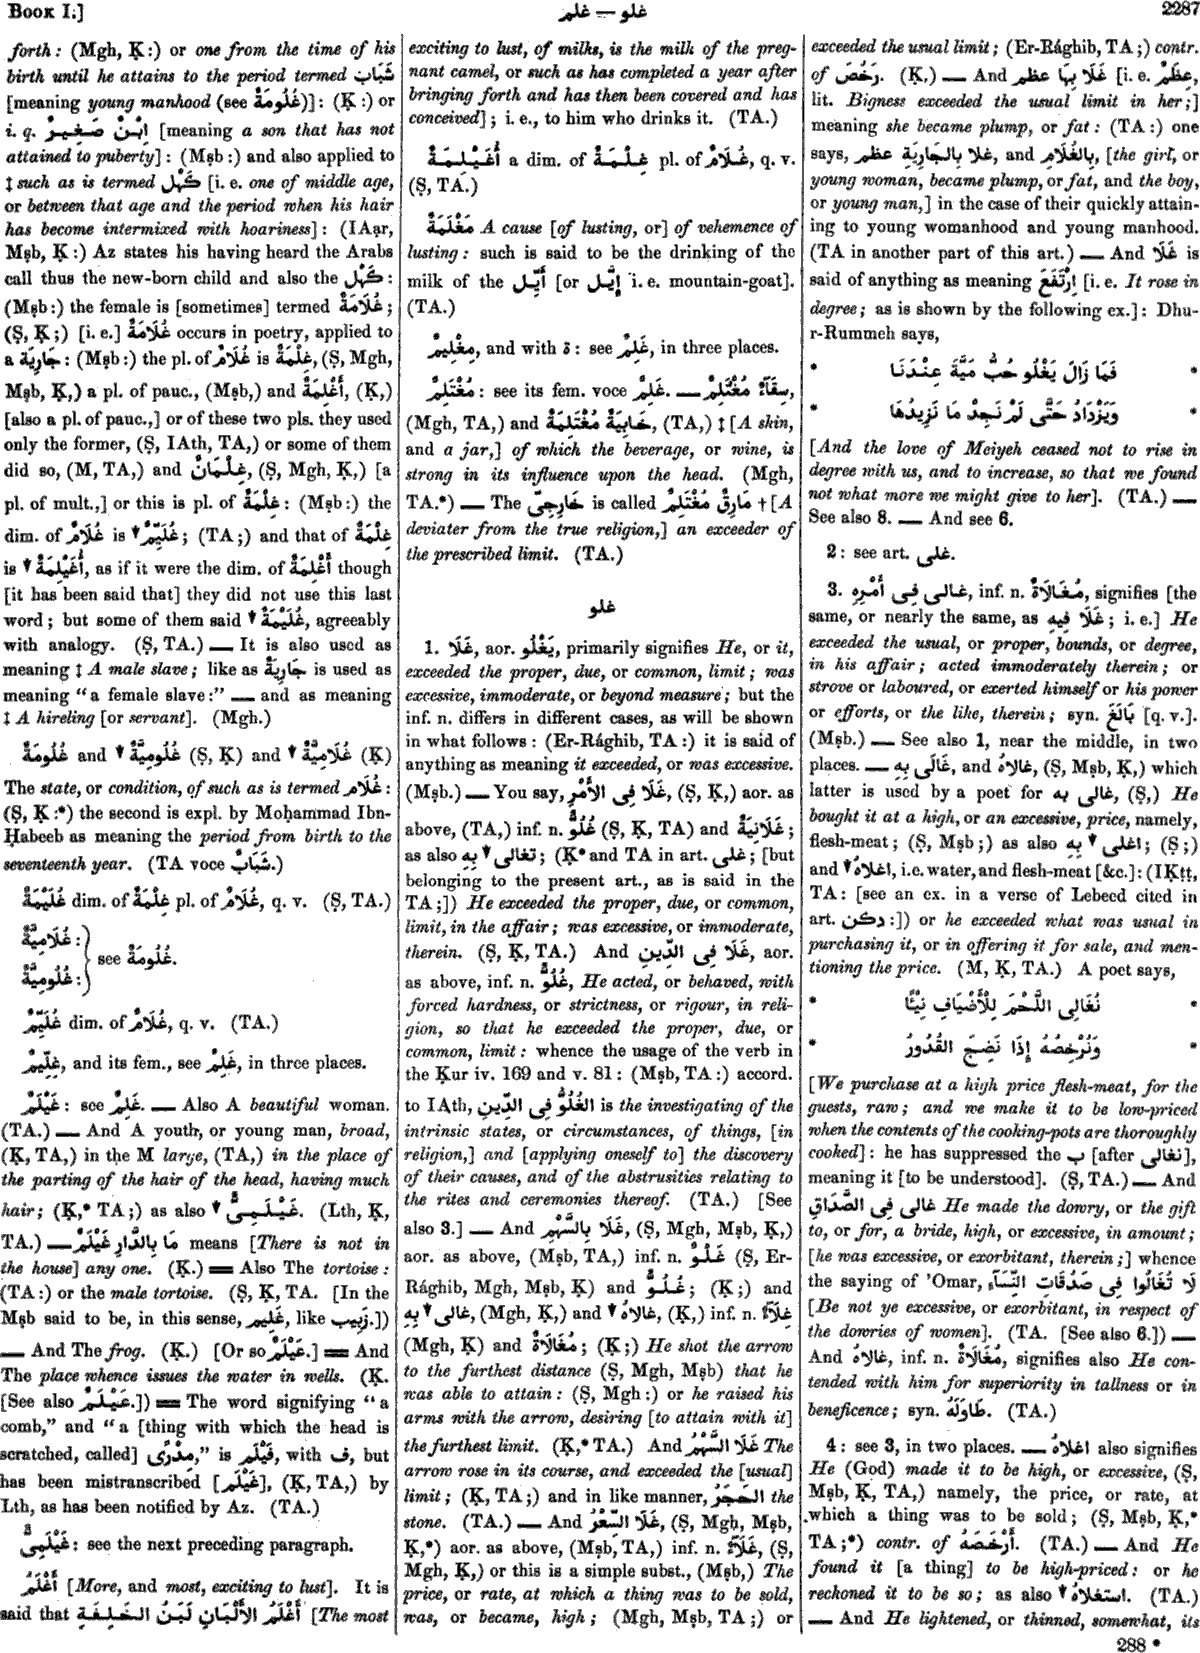 Book I.]
غلو — غلم
2287
forth: (Mgh, Ḳ:) or one from the time of his
birth until he attains to the period termed شَبَاب
[meaning young manhood (see غُلُومَةٌ)]: (Ḳ:) or
i. q. اِبْنٌ صَغِيرٌ [meaning a son that has not
attained to puberty]: (Mṣb:) and also applied to
‡ such as is termed كَهْل [i. e. one of middle age,
or between that age and the period when his hair
has become intermixed with hoariness]: (IAạr,
Mṣb, Ḳ:) Az states his having heard the Arabs
call thus the new-born child and also the كَهْل:
(Mṣb:) the female is [sometimes] termed غُلَامَةٌ;
(Ṣ, Ḳ;) [i. e.] غُلَامَةٌ occurs in poetry, applied to
a جَارِيَة: (Mṣb:) the pl. of غُلَامٌ is غِلْمَةٌ, (Ṣ, Mgh,
Mṣb, Ḳ,) a pl. of pauc., (Mṣb,) and أَغْلِمَةٌ, (Ḳ,)
[also a pl. of pauc.,] or of these two pls. they used
only the former, (Ṣ, IAth, TA,) or some of them
did so, (M, TA,) and غِلْمَانٌ, (Ṣ, Mgh, Ḳ,) [a
pl. of mult.,] or this is pl. of غِلْمَةٌ: (Mṣb:) the
dim. of غُلَامٌ is ▾غُلَيِّمٌ; (TA;) and that of غِلْمَةٌ
is ▾أُغَيْلِمَةٌ, as if it were the dim. of أَغْلِمَةٌ though
[it has been said that] they did not use this last
word; but some of them said ▾غُلَيْمَةٌ, agreeably
with analogy. (Ṣ, TA.) — It is also used as
meaning ‡ A male slave; like as جَارِيَةٌ is used as
meaning “a female slave:” — and as meaning
‡ A hireling [or servant]. (Mgh.)
غُلُومَةٌ and ▾غُلُومِيَّةٌ (Ṣ, Ḳ) and ▾غُلَامِيَّةٌ (Ḳ)
The state, or condition, of such as is termed غُلَام:
(Ṣ, Ḳ:*) the second is expl. by Moḥammad Ibn-
Ḥabeeb as meaning the period from birth to the
seventeenth year. (TA voce شَبَابٌ.)
غُلَيْمَةٌ dim. of غِلْمَةٌ pl. of غُلَامٌ, q. v. (Ṣ, TA.)
غُلَامِيَّةٌ:
غُلُومِيَّةٌ: } see غُلُومَةٌ.
غُلَيِّمٌ dim. of غُلَامٌ, q. v. (TA.)
غِلِّيمٌ, and its fem., see غَلِمٌ, in three places.
غَيْلَمٌ: see غَلِمٌ. — Also A beautiful woman.
(TA.) — And A youth, or young man, broad,
(Ḳ, TA,) in the M large, (TA,) in the place of
the parting of the hair of the head, having much
hair; (Ḳ,* TA;) as also ▾غَيْلَمِىٌّ. (Lth, Ḳ,
TA.) — مَا بِالدَّارِ غَيْلَمٌ means [There is not in
the house] any one. (Ḳ.) = Also The tortoise:
(TA:) or the male tortoise. (Ṣ, Ḳ, TA. [In the
Mṣb said to be, in this sense, غَلِيم, like زَبِيب.])
— And The frog. (Ḳ.) [Or so عَيْلَمٌ.] = And
The place whence issues the water in wells. (Ḳ.
[See also عَيْلَمٌ.]) = The word signifying “a
comb,” and “a [thing with which the head is
scratched, called] مِدْرًى,” is فَيْلَم, with ف, but
has been mistranscribed [غَيْلَم], (Ḳ, TA,) by
Lth, as has been notified by Az. (TA.)
غَيْلَمِىٌّ: see the next preceding paragraph.
أَغْلَمُ [More, and most, exciting to lust]. It is
said that أَغْلَمُ الأَلْبَانِ لَبَنُ الخَلِفَةِ [The most
exciting to lust, of milks, is the milk of the preg-
nant camel, or such as has completed a year after
bringing forth and has then been covered and has
conceived]; i. e., to him who drinks it. (TA.)
أُغَيْلِمَةٌ a dim. of غِلْمَةٌ pl. of غُلَامٌ, q. v.
(Ṣ, TA.)
مَغْلَمَةٌ A cause [of lusting, or] of vehemence of
lusting: such is said to be the drinking of the
milk of the أُيَّل [or إِيَّل i. e. mountain-goat].
(TA.)
مِغْلِيمٌ, and with ة: see غَلِمٌ, in three places.
مُغْتَلِمٌ: see its fem. voce غَلِمٌ. — سِقَآءٌ مُغْتَلِمٌ,
(Mgh, TA,) and خَابِيَةٌ مُغْتَلِمَةٌ, (TA,) ‡ [A skin,
and a jar,] of which the beverage, or wine, is
strong in its influence upon the head. (Mgh,
TA.*) — The خَارِجِىّ is called مَارِقٌ مُغْتَلِمٌ † [A
deviater from the true religion,] an exceeder of
the prescribed limit. (TA.)
غلو
1. غَلَا, aor. يَغْلُو, primarily signifies He, or it,
exceeded the proper, due, or common, limit; was
excessive, immoderate, or beyond measure; but the
inf. n. differs in different cases, as will be shown
in what follows: (Er-Rághib, TA:) it is said of
anything as meaning it exceeded, or was excessive.
(Mṣb.) — You say, غَلَا فِى الأَمْرِ, (Ṣ, Ḳ,) aor. as
above, (TA,) inf. n. غُلُوٌّ (Ṣ, Ḳ, TA) and غَلَانِيَةٌ;
as also ▾تغالى بِهِ; (Ḳ* and TA in art. غلى; [but
belonging to the present art., as is said in the
TA;]) He exceeded the proper, due, or common,
limit, in the affair; was excessive, or immoderate,
therein. (Ṣ, Ḳ, TA.) And غَلَا فِى الدِّينِ, aor.
as above, inf. n. غُلُوٌّ, He acted, or behaved, with
forced hardness, or strictness, or rigour, in reli-
gion, so that he exceeded the proper, due, or
common, limit: whence the usage of the verb in
the Ḳur iv. 169 and v. 81: (Mṣb, TA:) accord.
to IAth, الغُلُوُّ فِى الدِّينِ is the investigating of the
intrinsic states, or circumstances, of things, [in
religion,] and [applying oneself to] the discovery
of their causes, and of the abstrusities relating to
the rites and ceremonies thereof. (TA.) [See
also 3.] — And غَلَا بِالسَّهْمِ, (Ṣ, Mgh, Mṣb, Ḳ,)
aor. as above, (Mṣb, TA,) inf. n. غَلْوٌ (Ṣ, Er-
Rághib, Mgh, Mṣb, Ḳ) and غُلُوٌّ; (Ḳ;) and
▾غالى بِهِ, (Mgh, Ḳ,) and ▾غالاهُ, (Ḳ,) inf. n. غِلَآءٌ
(Mgh, Ḳ) and مُغَالَاةٌ; (Ḳ;) He shot the arrow
to the furthest distance (Ṣ, Mgh, Mṣb) that he
was able to attain: (Ṣ, Mgh:) or he raised his
arms with the arrow, desiring [to attain with it]
the furthest limit. (Ḳ,* TA.) And غَلَا السَّهْمُ The
arrow rose in its course, and exceeded the [usual]
limit; (Ḳ, TA;) and in like manner, الحَجَرُ the
stone. (TA.) — And غَلَا السِّعْرُ, (Ṣ, Mgh, Mṣb,
Ḳ,*) aor. as above, (Mṣb, TA,) inf. n. غَلَآءٌ, (Ṣ,
Mgh, Ḳ,) or this is a simple subst., (Mṣb,) The
price, or rate, at which a thing was to be sold,
was, or became, high; (Mgh, Mṣb, TA;) or
exceeded the usual limit; (Er-Rághib, TA;) contr.
of رَخُصَ. (Ḳ.) — And غَلَا بِهَا عظم [i. e. عِظَمٌ,
lit. Bigness exceeded the usual limit in her;]
meaning she became plump, or fat: (TA:) one
says, غلا بِالجَارِيَةِ عظم, and بِالغُلَامِ, [the girl, or
young woman, became plump, or fat, and the boy,
or young man,] in the case of their quickly attain-
ing to young womanhood and young manhood.
(TA in another part of this art.) — And غَلَا is
said of anything as meaning اِرْتَفَعَ [i. e. It rose in
degree; as is shown by the following ex.]: Dhu-
r-Rummeh says,
* فَمَا زَالَ يَغْلُو حُبُّ مَيَّةَ عِنْدَنَا *
* وَيَزْدَادُ حَتَّى لَمْ نَجِدْ مَا نَزِيدُهَا *
[And the love of Meiyeh ceased not to rise in
degree with us, and to increase, so that we found
not what more we might give to her]. (TA.) —
See also 8. — And see 6.
2: see art. غلى.
3. غالى فِى أَمْرِهِ, inf. n. مُغَالَاةٌ, signifies [the
same, or nearly the same, as غَلَا فِيهِ; i. e.] He
exceeded the usual, or proper, bounds, or degree,
in his affair; acted immoderately therein; or
strove or laboured, or exerted himself or his power
or efforts, or the like, therein; syn. بَالَغَ [q. v.].
(Mṣb.) — See also 1, near the middle, in two
places. — غَالَى بِهِ, and غالاهُ, (Ṣ, Mṣb, Ḳ,) which
latter is used by a poet for غالى به, (Ṣ,) He
bought it at a high, or an excessive, price, namely,
flesh-meat; (Ṣ, Mṣb;) as also ▾اغلى بِهِ; (Ṣ;)
and ▾اغلاهُ, i.e. water, and flesh-meat [&c.]: (IḲṭṭ,
TA: [see an ex. in a verse of Lebeed cited in
art. دكن:]) or he exceeded what was usual in
purchasing it, or in offering it for sale, and men-
tioning the price. (M, Ḳ, TA.) A poet says,
* نُغَالِى اللَّحْمَ لِلْأَضْيَافِ نِيْئًا *
* وَنُرْخِصُهُ إِذَا نَضِجَ القُدُورُ *
[We purchase at a high price flesh-meat, for the
guests, raw; and we make it to be low-priced
when the contents of the cooking-pots are thoroughly
cooked]: he has suppressed the ب [after نغالى],
meaning it [to be understood]. (Ṣ, TA.) — And
غالى فِى الصَّدَاقِ He made the dowry, or the gift
to, or for, a bride, high, or excessive, in amount;
[he was excessive, or exorbitant, therein;] whence
the saying of ’Omar, لَا تُغَالُوا فِى صَدُقَاتِ النِّسَآءِ
[Be not ye excessive, or exorbitant, in respect of
the dowries of women]. (TA. [See also 6.]) —
And غالاهُ, inf. n. مُغَالَاةٌ, signifies also He con-
tended with him for superiority in tallness or in
beneficence; syn. طَاوَلَهُ. (TA.)
4: see 3, in two places. — اغلاهُ also signifies
He (God) made it to be high, or excessive, (Ṣ,
Mṣb, Ḳ, TA,) namely, the price, or rate, at
which a thing was to be sold; (Ṣ, Mṣb, Ḳ,*
TA;*) contr. of أَرْخَصَهُ. (TA.) — And He
found it [a thing] to be high-priced: or he
reckoned it to be so; as also ▾استغلاهُ. (TA.)
— And He lightened, or thinned, somewhat, its
288 *